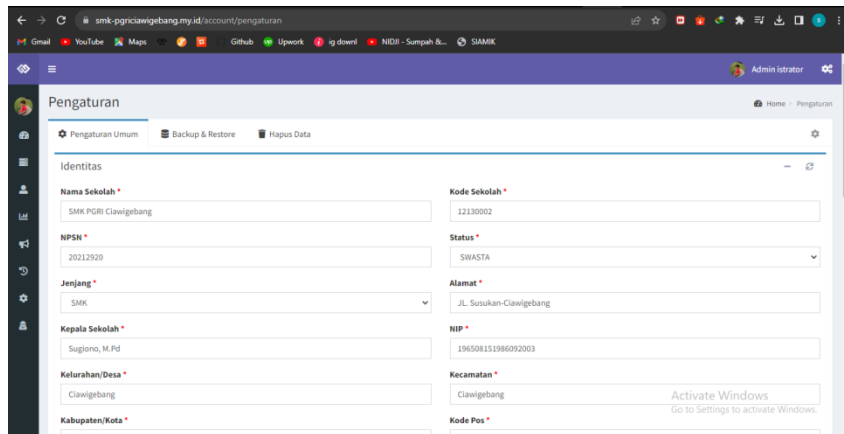 smk-pgriciawigebang.my.id/account/pengaturan
Gmail YouTube Maps Github Upwork ig downl NIDJI - Sumpah &... SIAMIK
Admin istrator
Pengaturan
Home > Pengaturan
Pengaturan Umum Backup & Restore Hapus Data
Identitas
Nama Sekolah * Kode Sekolah *
SMK PGRI Ciawigebang 12130002
NPSN * Status *
20212920 SWASTA
Jenjang * Alamat *
SMK JL. Susukan-Ciawigebang
Kepala Sekolah * NIP *
Sugiono, M.Pd 196508151986092003
Kelurahan/Desa * Kecamatan *
Ciawigebang Ciawigebang
Activate Windows
Go to Settings to activate Windows.
Kabupaten/Kota * Kode Pos *